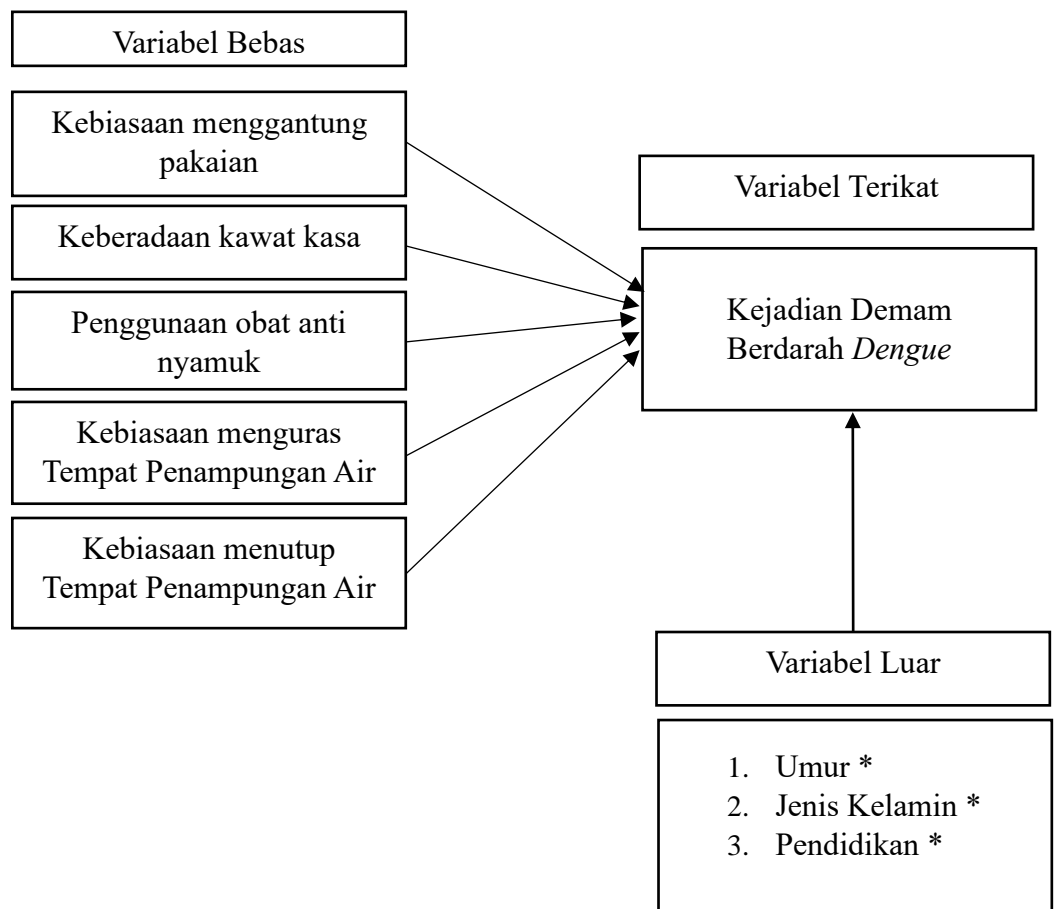 Variabel Bebas
Kebiasaan menggantung
pakaian
Keberadaan kawat kasa
Penggunaan obat anti
nyamuk
Kebiasaan menguras
Tempat Penampungan Air
Kebiasaan menutup
Tempat Penampungan Air
Variabel Terikat
Kejadian Demam
Berdarah Dengue
Variabel Luar
1. Umur *
2. Jenis Kelamin *
3. Pendidikan *